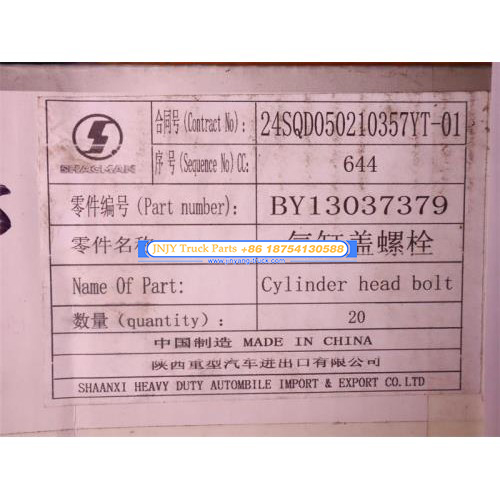 合同号(Contract No): 24SQD050210357YT-01
SHACMAN
序号(Sequence No)CC: 644
零件编号(Part number): BY13037379
零件名称 气缸盖螺栓
JNJY Truck Parts +86 18754130588
Name Of Part: Cylinder head bolt
数量(quantity): 20
中国制造 MADE IN CHINA
陕西重型汽车进出口有限公司
SHAANXI HEAVY DUTY AUTOMBILE IMPORT & EXPORT CO.LTD